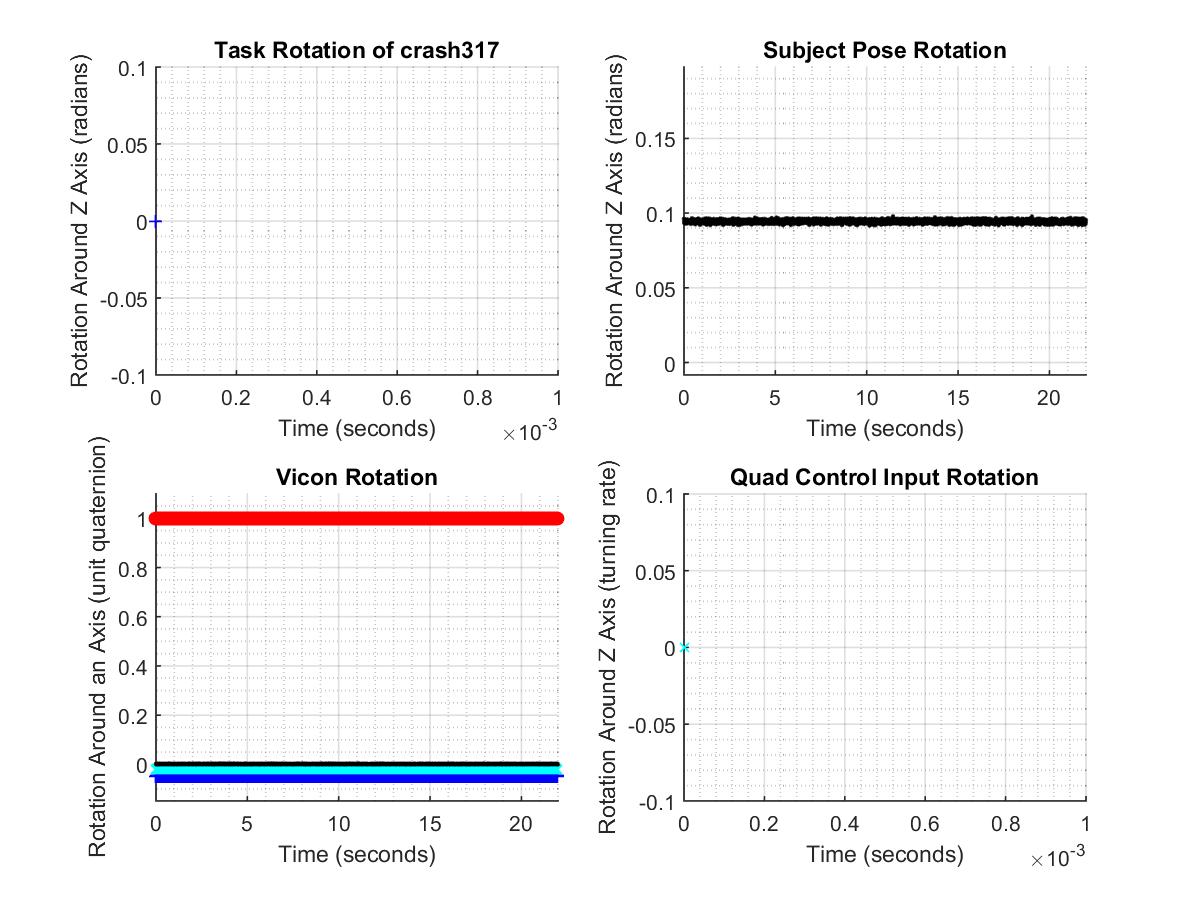 Task Rotation of crash317
Rotation Around Z Axis (radians)
0.1
0.05
0
-0.05
-0.1
0 0.2 0.4 0.6 0.8 1
Time (seconds)
×10-3
Subject Pose Rotation
Rotation Around Z Axis (radians)
0.15
0.1
0.05
0
0 5 10 15 20
Time (seconds)
Vicon Rotation
Rotation Around an Axis (unit quaternion)
1
0.8
0.6
0.4
0.2
0
0 5 10 15 20
Time (seconds)
Quad Control Input Rotation
Rotation Around Z Axis (turning rate)
0.1
0.05
0
-0.05
-0.1
0 0.2 0.4 0.6 0.8 1
Time (seconds)
×10-3